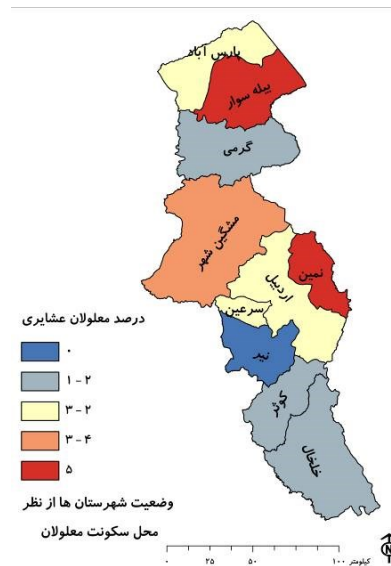 پارس آباد
بیله سوار
گرمی
مشگین شهر
نمین
اردبیل
سرعین
نیر
کوثر
خلخال
درصد معلولان عشایری
۰
۱ - ۲
۳ - ۲
۳ - ۴
۵
وضعیت شهرستان ها از نظر
محل سکونت معلولان
۰ ۲۵ ۵۰ ۱۰۰ کیلومتر